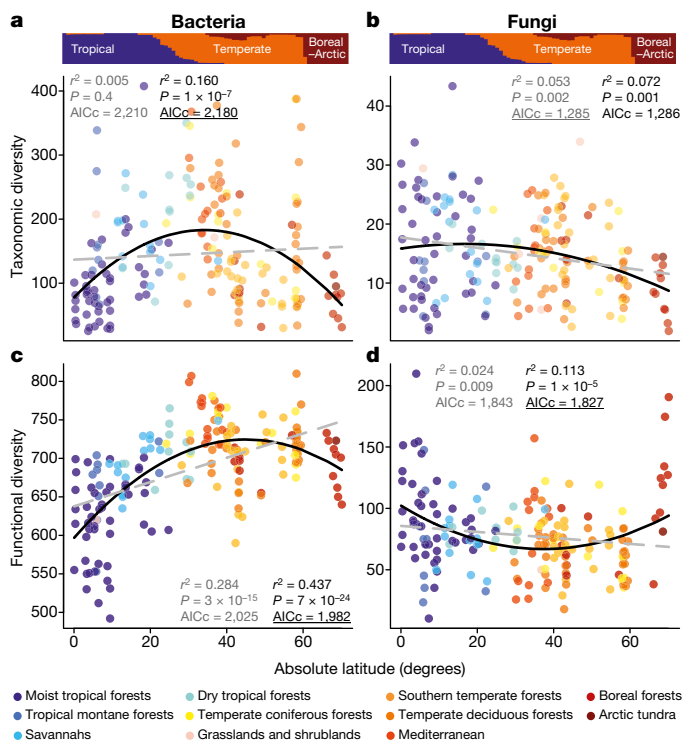 a Bacteria
b Fungi
Tropical Temperate Boreal
–Arctic
Tropical Temperate Boreal
–Arctic
Taxonomic diversity
400
300
200
100
r² = 0.005
P = 0.4
AICc = 2,210
r² = 0.160
P = 1 × 10⁻⁷
AICc = 2,180
40
30
20
10
r² = 0.053
P = 0.002
AICc = 1,285
r² = 0.072
P = 0.001
AICc = 1,286
c
Functional diversity
800
750
700
650
600
550
500
r² = 0.284
P = 3 × 10⁻¹⁵
AICc = 2,025
r² = 0.437
P = 7 × 10⁻²⁴
AICc = 1,982
0 20 40 60
d
200
150
100
50
r² = 0.024
P = 0.009
AICc = 1,843
r² = 0.113
P = 1 × 10⁻⁵
AICc = 1,827
0 20 40 60
Absolute latitude (degrees)
Moist tropical forests
Tropical montane forests
Savannahs
Dry tropical forests
Temperate coniferous forests
Grasslands and shrublands
Southern temperate forests
Temperate deciduous forests
Mediterranean
Boreal forests
Arctic tundra